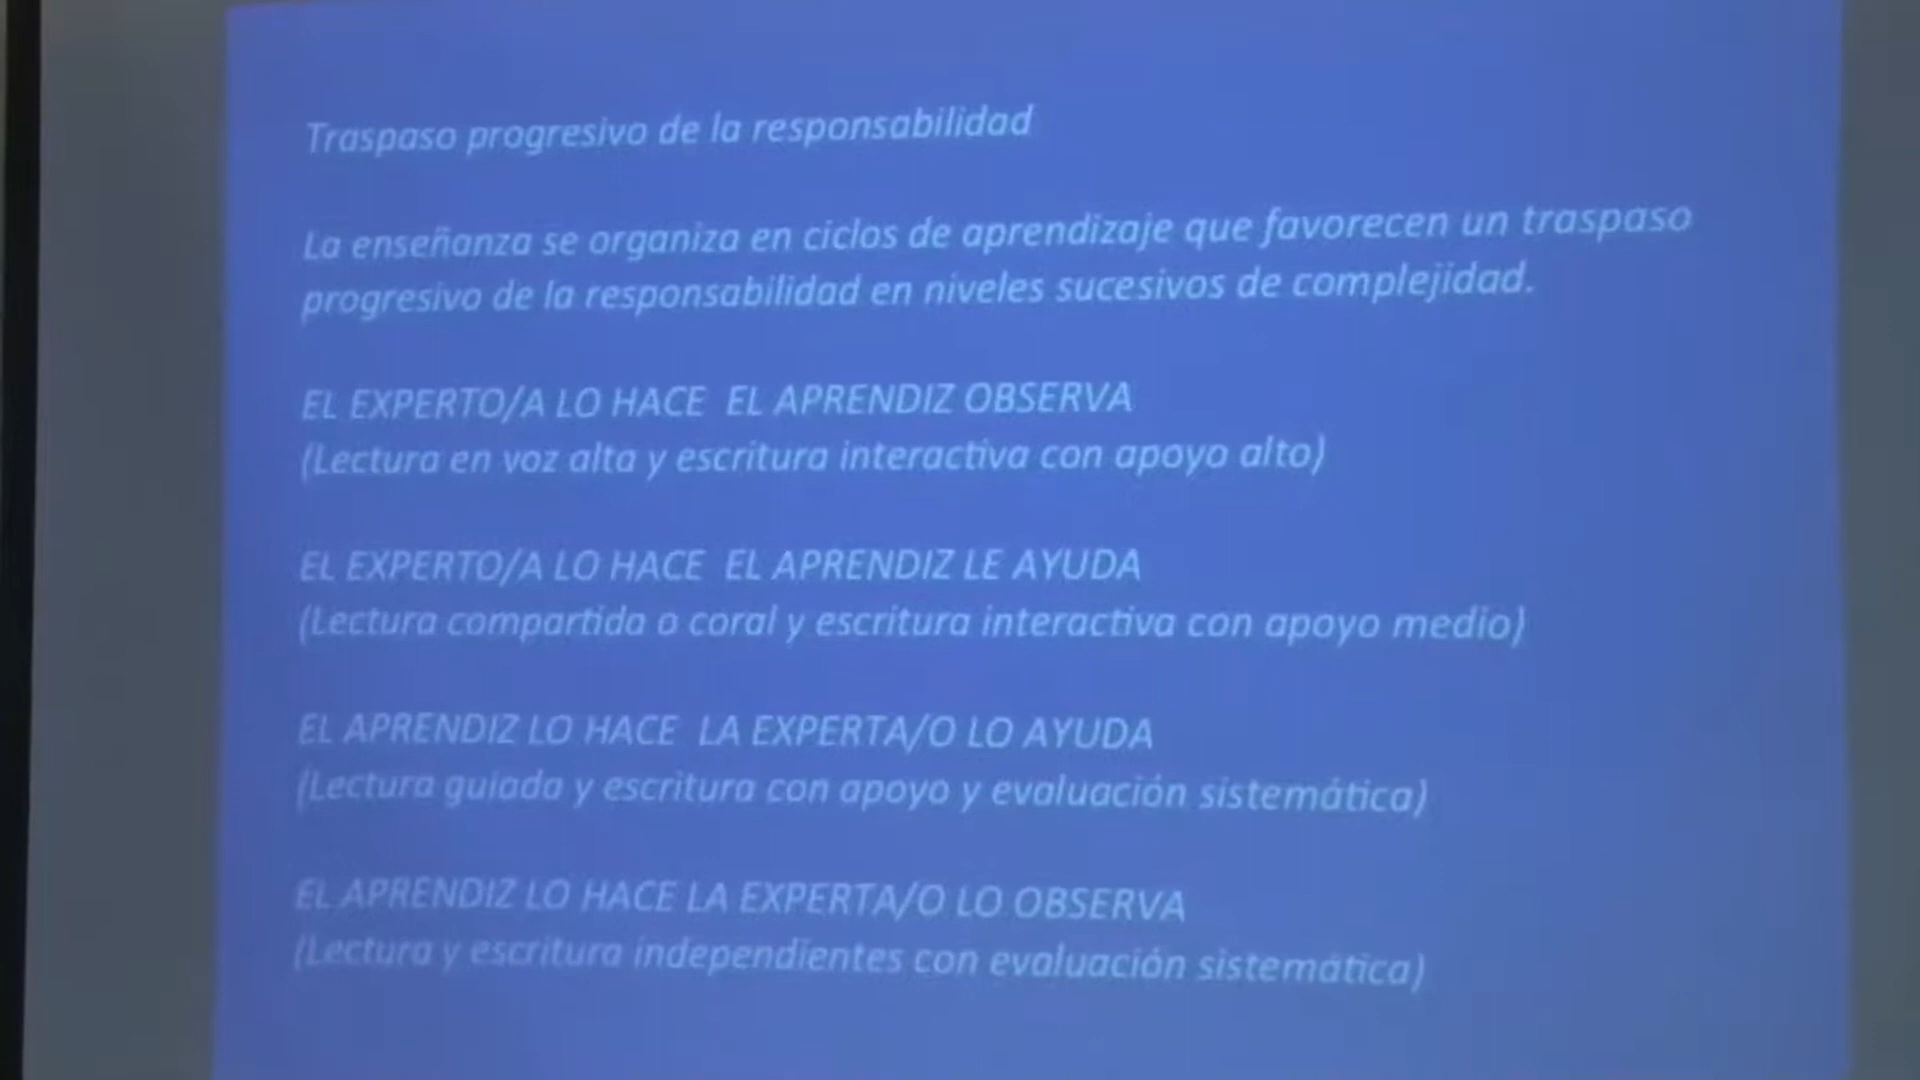 Traspaso progresivo de la responsabilidad
La enseñanza se organiza en ciclos de aprendizaje que favorecen un traspaso
progresivo de la responsabilidad en niveles sucesivos de complejidad.
EL EXPERTO/A LO HACE EL APRENDIZ OBSERVA
(Lectura en voz alta y escritura interactiva con apoyo alto)
EL EXPERTO/A LO HACE EL APRENDIZ LE AYUDA
(Lectura compartida o coral y escritura interactiva con apoyo medio)
EL APRENDIZ LO HACE LA EXPERTA/O LO AYUDA
(Lectura guiada y escritura con apoyo y evaluación sistemática)
EL APRENDIZ LO HACE LA EXPERTA/O LO OBSERVA
(Lectura y escritura independientes con evaluación sistemática)